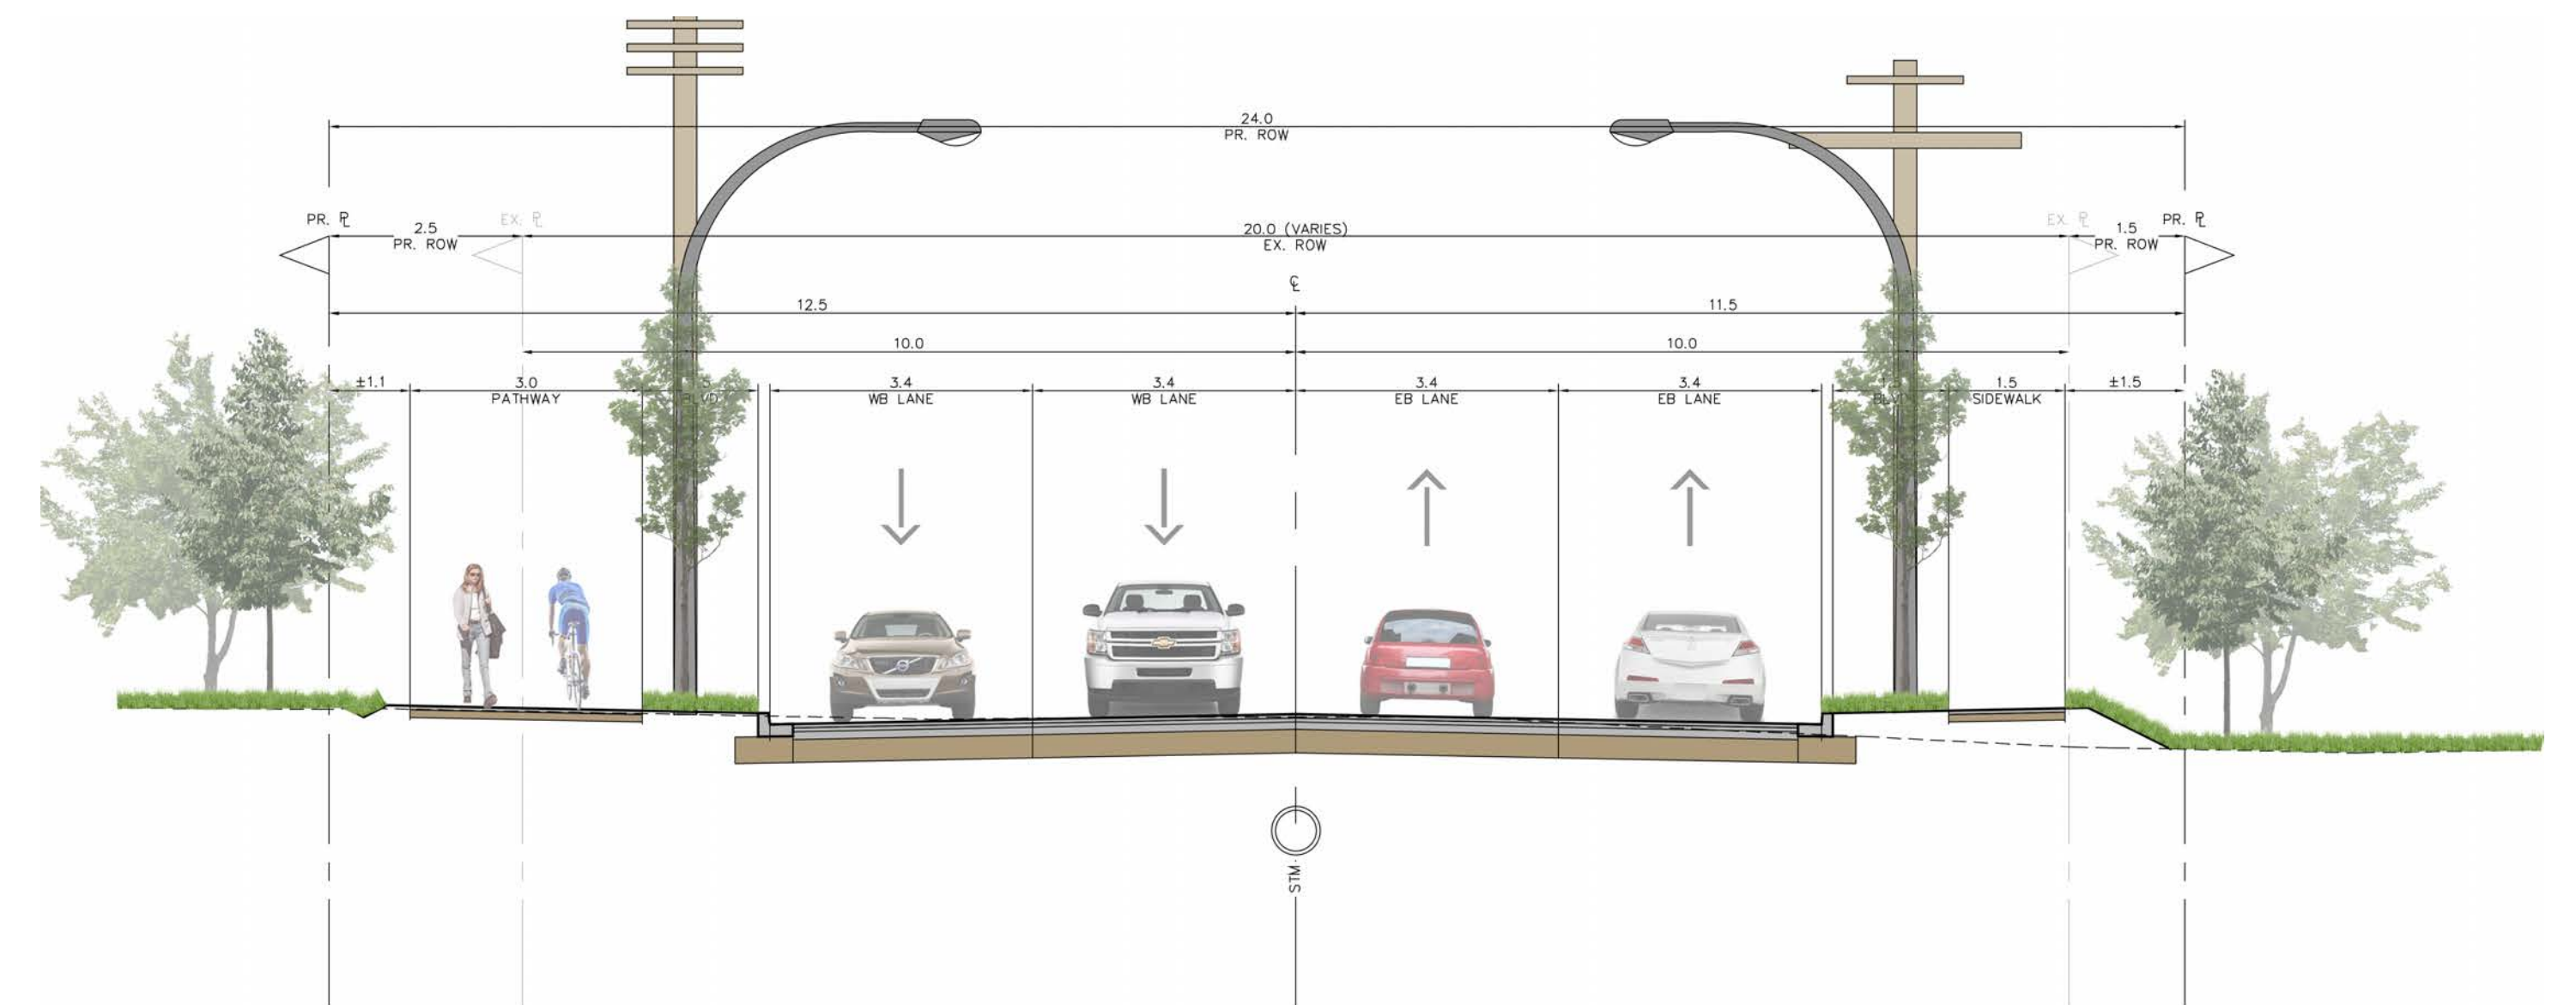 24.0
PR. ROW
PR. ⅊
2.5
PR. ROW
EX. ⅊
20.0 (VARIES)
EX. ROW
EX. ⅊
1.5
PR. ROW
PR. ⅊
℄
12.5
11.5
10.0
10.0
±1.1
3.0
PATHWAY
BLVD
3.4
WB LANE
3.4
WB LANE
3.4
EB LANE
3.4
EB LANE
1.5
SIDEWALK
±1.5
STM